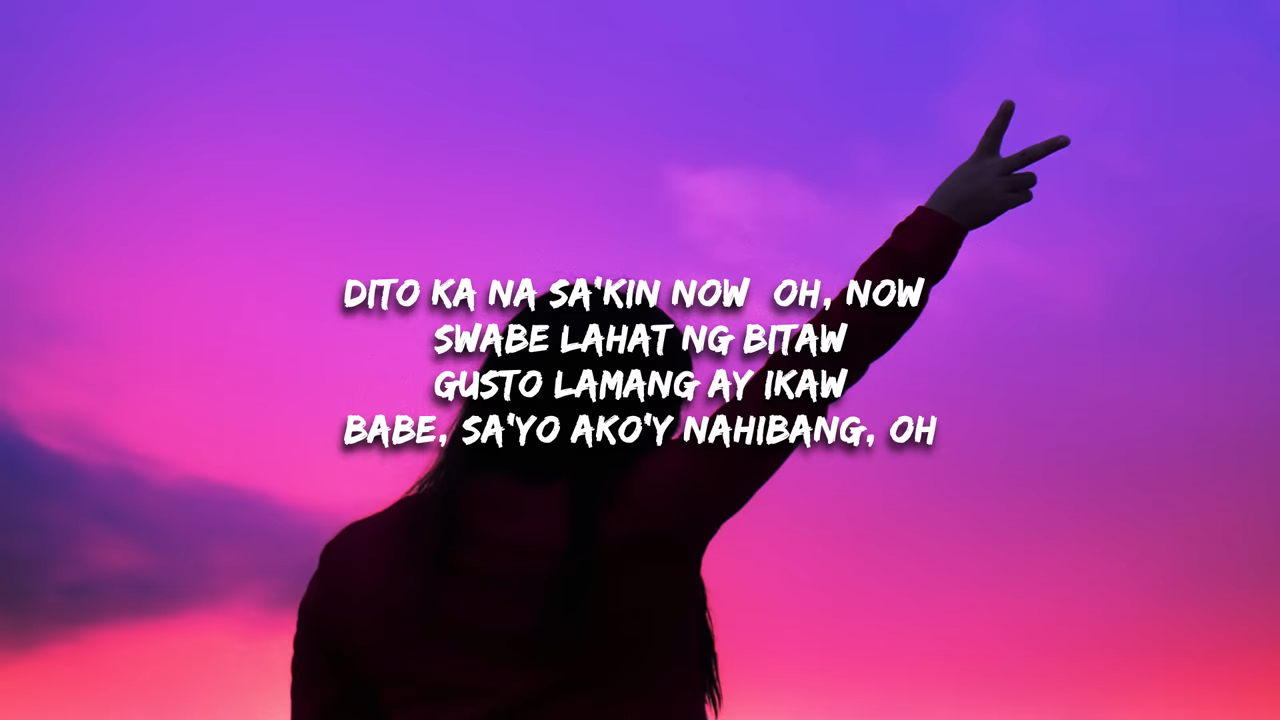 DITO KA NA SA'KIN NOW OH, NOW
SWABE LAHAT NG BITAW
GUSTO LAMANG AY IKAW
BABE, SA'YO AKO'Y NAHIBANG, OH